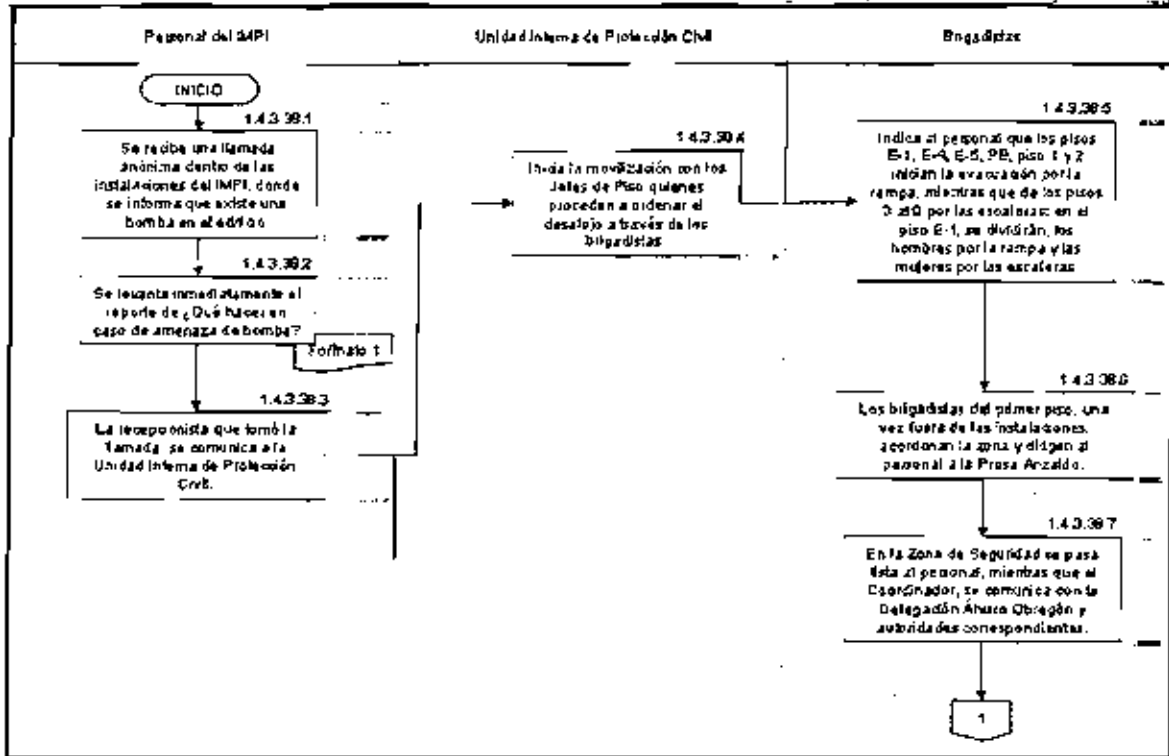 Personal del IMPI
Unidad Interna de Protección Civil
Brigadistas
INICIO
1.4.3.38.1
Se recibe una llamada
anónima dentro de las
instalaciones del IMPI, donde
se informa que existe una
bomba en el edificio
1.4.3.38.2
Se levanta inmediatamente el
reporte de ¿Qué hacer en
caso de amenaza de bomba?
Formato 1
1.4.3.38.3
La recepcionista que tomó la
llamada, se comunica a la
Unidad Interna de Protección
Civil.
Inicia la movilización con los
Jefes de Piso quienes
proceden a ordenar el
desalojo a través de los
brigadistas
1.4.3.38.5
Indica al personal que los pisos
E-4, E-5, PB, piso 1 y 2
inician la evacuación por la
rampa, mientras que de los pisos
por las escaleras: en el
piso E-1, se dividirán, los
hombres por la rampa y las
mujeres por las escaleras
1.4.3.38.6
Los brigadistas del primer piso, una
vez fuera de las instalaciones,
acordonan la zona y dirigen al
personal a la Presa Anzaldo.
1.4.3.38.7
En la Zona de Seguridad se pasa
lista al personal, mientras que el
Coordinador, se comunica con la
Delegación Álvaro Obregón y
autoridades correspondientes.
1